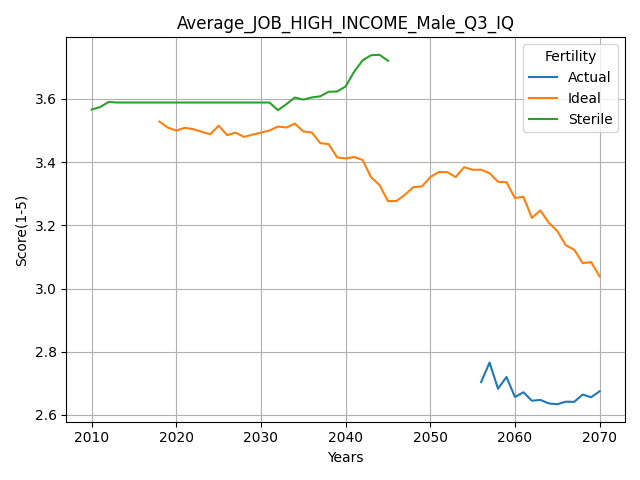 Average_JOB_HIGH_INCOME_Male_Q3_IQ
Fertility
Actual
Ideal
Sterile
Score(1-5)
3.6
3.4
3.2
3.0
2.8
2.6
2010 2020 2030 2040 2050 2060 2070
Years